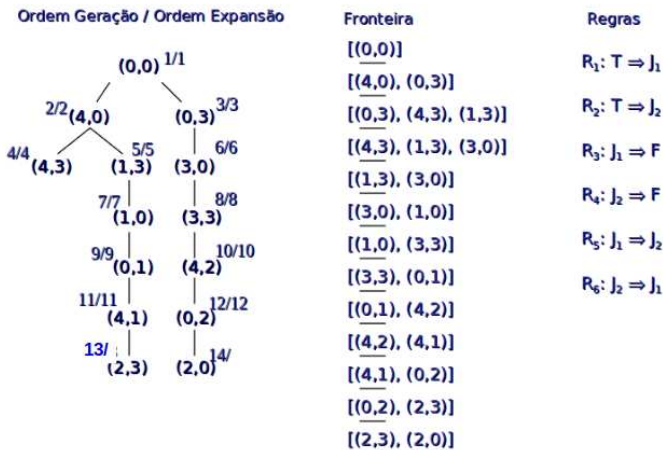 Ordem Geração / Ordem Expansão
(0,0) 1/1
2/2 (4,0) (0,3) 3/3
4/4 (4,3) 5/5 (1,3) (3,0) 6/6
7/7 (1,0) (3,3) 8/8
9/9 (0,1) (4,2) 10/10
11/11 (4,1) (0,2) 12/12
13/ (2,3) (2,0) 14/
Fronteira
[(0,0)]
[(4,0), (0,3)]
[(0,3), (4,3), (1,3)]
[(4,3), (1,3), (3,0)]
[(1,3), (3,0)]
[(3,0), (1,0)]
[(1,0), (3,3)]
[(3,3), (0,1)]
[(0,1), (4,2)]
[(4,2), (4,1)]
[(4,1), (0,2)]
[(0,2), (2,3)]
[(2,3), (2,0)]
Regras
R₁: T ⇒ J₁
R₂: T ⇒ J₂
R₃: J₁ ⇒ F
R₄: J₂ ⇒ F
R₅: J₁ ⇒ J₂
R₆: J₂ ⇒ J₁